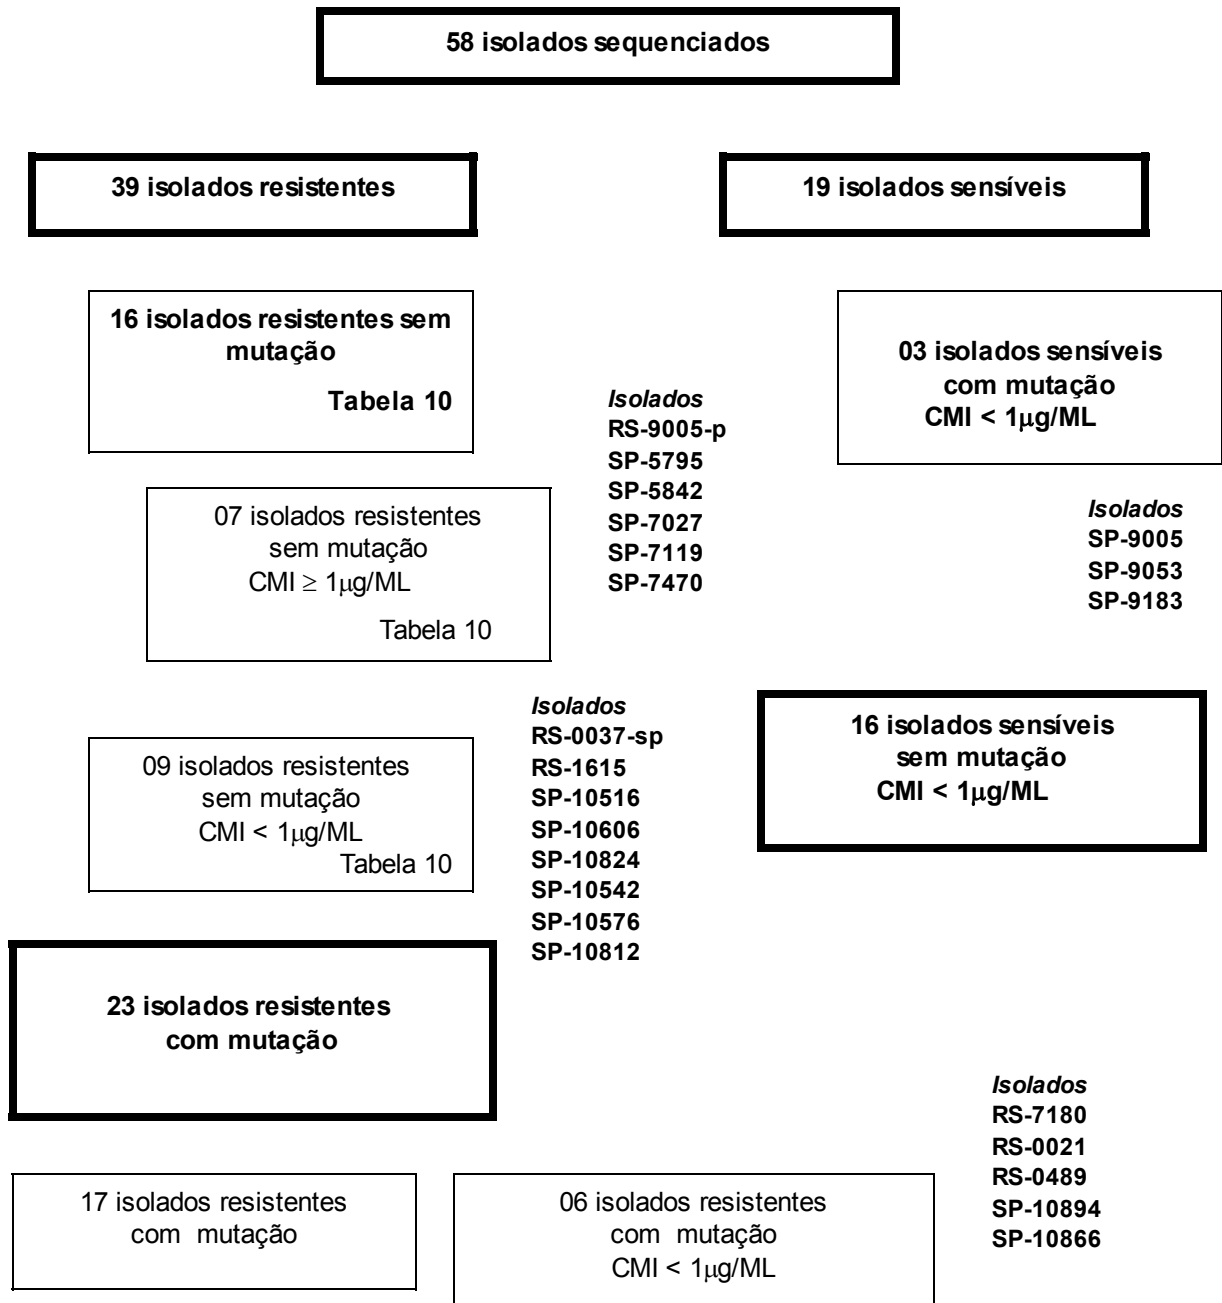 58 isolados sequenciados
39 isolados resistentes
19 isolados sensíveis
16 isolados resistentes sem
mutação
Tabela 10
03 isolados sensíveis
com mutação
CMI < 1μg/ML
Isolados
RS-9005-p
SP-5795
SP-5842
SP-7027
SP-7119
SP-7470
07 isolados resistentes
sem mutação
CMI ≥ 1μg/ML
Tabela 10
Isolados
SP-9005
SP-9053
SP-9183
09 isolados resistentes
sem mutação
CMI < 1μg/ML
Tabela 10
Isolados
RS-0037-sp
RS-1615
SP-10516
SP-10606
SP-10824
SP-10542
SP-10576
SP-10812
16 isolados sensíveis
sem mutação
CMI < 1μg/ML
23 isolados resistentes
com mutação
17 isolados resistentes
com mutação
06 isolados resistentes
com mutação
CMI < 1μg/ML
Isolados
RS-7180
RS-0021
RS-0489
SP-10894
SP-10866